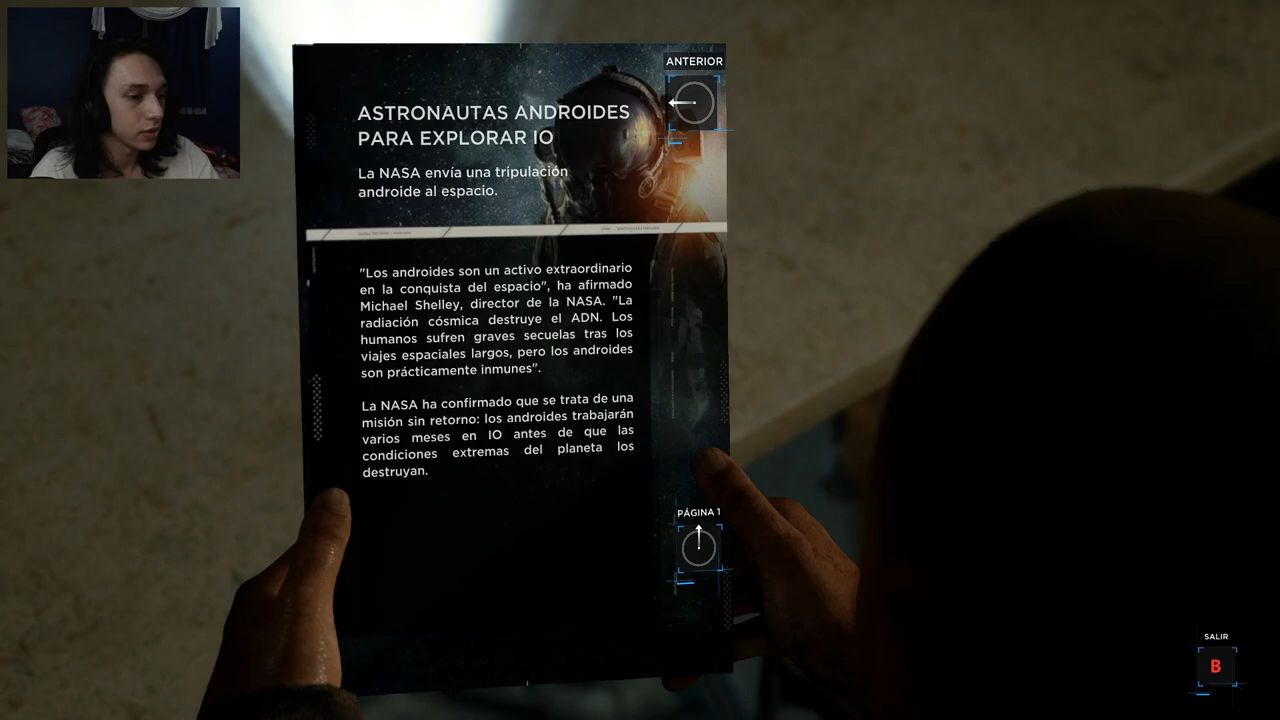 ANTERIOR
ASTRONAUTAS ANDROIDES
PARA EXPLORAR IO
La NASA envía una tripulación
androide al espacio.
"Los androides son un activo extraordinario
en la conquista del espacio", ha afirmado
Michael Shelley, director de la NASA. "La
radiación cósmica destruye el ADN. Los
humanos sufren graves secuelas tras los
viajes espaciales largos, pero los androides
son prácticamente inmunes".
La NASA ha confirmado que se trata de una
misión sin retorno: los androides trabajarán
varios meses en IO antes de que las
condiciones extremas del planeta los
destruyan.
PÁGINA 1
SALIR
B